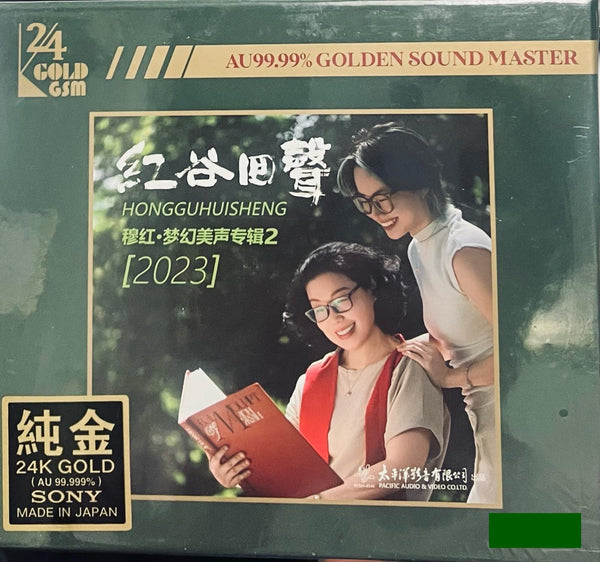 24
GOLD
GSM
AU99.99% GOLDEN SOUND MASTER
红谷回聲
HONGGUHUISHENG
穆红·梦幻美声专辑2
[2023]
純金
24K GOLD
(AU 99.999%)
SONY
MADE IN JAPAN
太平洋影音有限公司 出版
PACIFIC AUDIO & VIDEO CO.LTD.